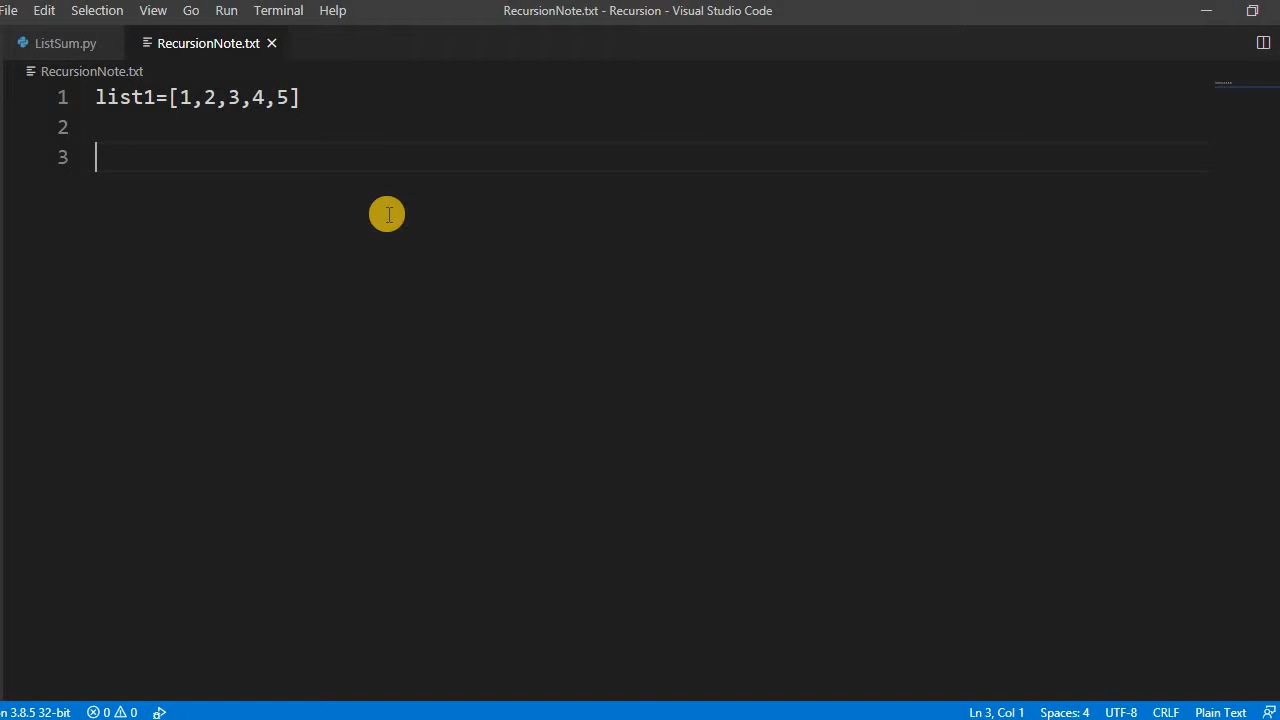 File Edit Selection View Go Run Terminal Help RecursionNote.txt - Recursion - Visual Studio Code
ListSum.py RecursionNote.txt
RecursionNote.txt
1 list1=[1,2,3,4,5]
2
3
n 3.8.5 32-bit 0 0 Ln 3, Col 1 Spaces: 4 UTF-8 CRLF Plain Text